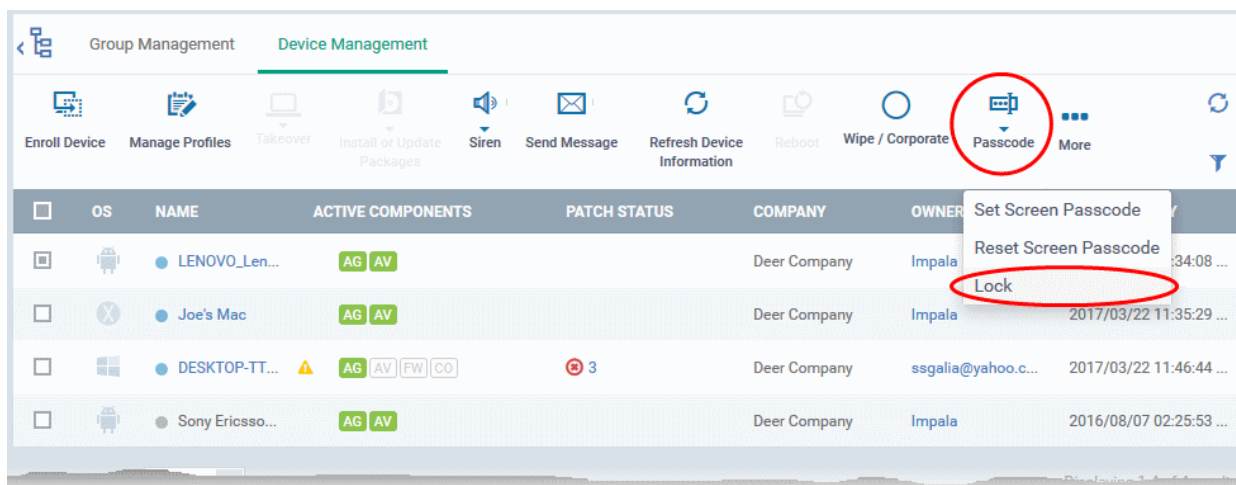 Group Management Device Management
Enroll Device Manage Profiles Takeover Install or Update Packages Siren Send Message Refresh Device Information Reboot Wipe / Corporate Passcode More
OS NAME ACTIVE COMPONENTS PATCH STATUS COMPANY OWNER
Set Screen Passcode
Reset Screen Passcode
Lock
LENOVO_Len... AG AV Deer Company Impala :34:08 ...
Joe's Mac AG AV Deer Company Impala 2017/03/22 11:35:29 ...
DESKTOP-TT... AG AV FW CO 3 Deer Company ssgalia@yahoo.c... 2017/03/22 11:46:44 ...
Sony Ericsso... AG AV Deer Company Impala 2016/08/07 02:25:53 ...